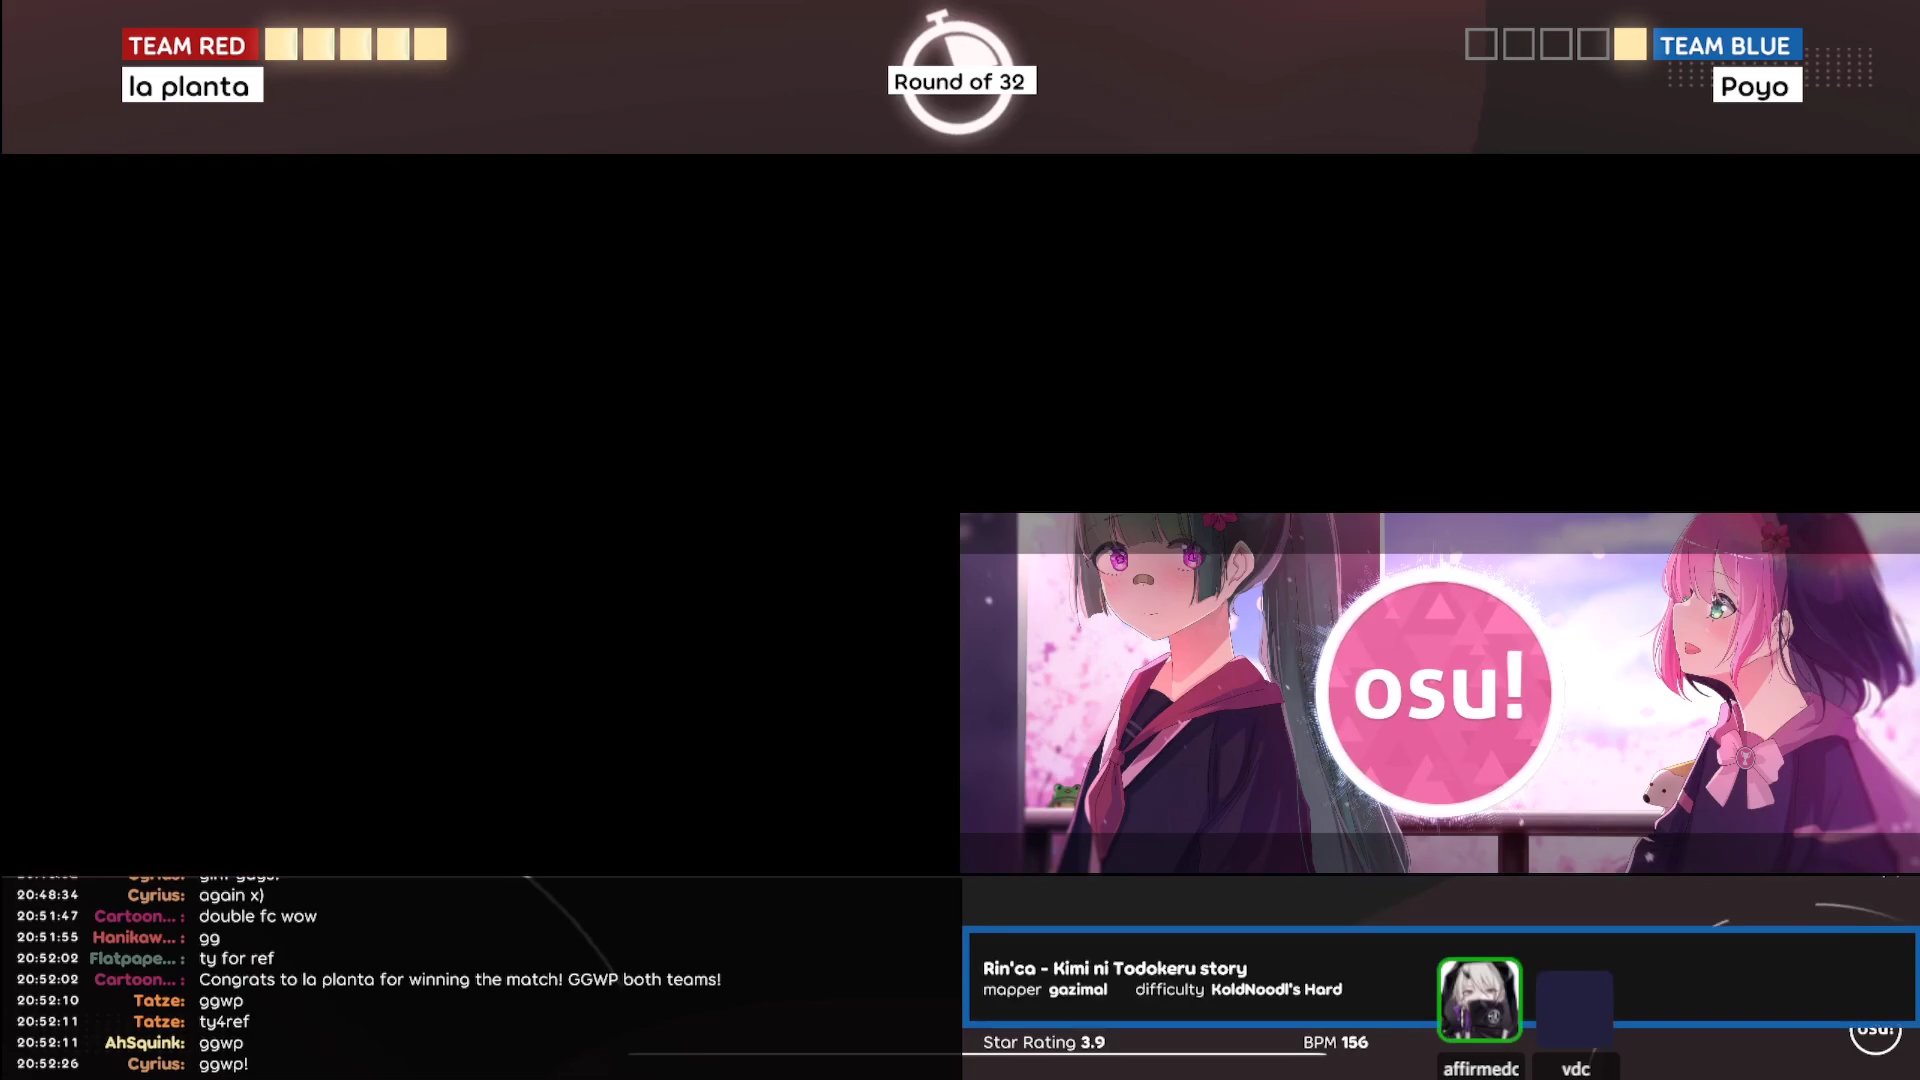 TEAM RED
la planta
Round of 32
TEAM BLUE
Poyo
osu!
20:48:34 Cyrius: again x)
20:51:47 Cartoon... : double fc wow
20:51:55 Hanikaw... : gg
20:52:02 Flatpape... : ty for ref
20:52:02 Cartoon... : Congrats to la planta for winning the match! GGWP both teams!
20:52:10 Tatze: ggwp
20:52:11 Tatze: ty4ref
20:52:11 AhSquink: ggwp
20:52:26 Cyrius: ggwp!
Rin'ca - Kimi ni Todokeru story
mapper gazimal difficulty KoldNoodl's Hard
Star Rating 3.9 BPM 156
osu!
affirmedc vdc